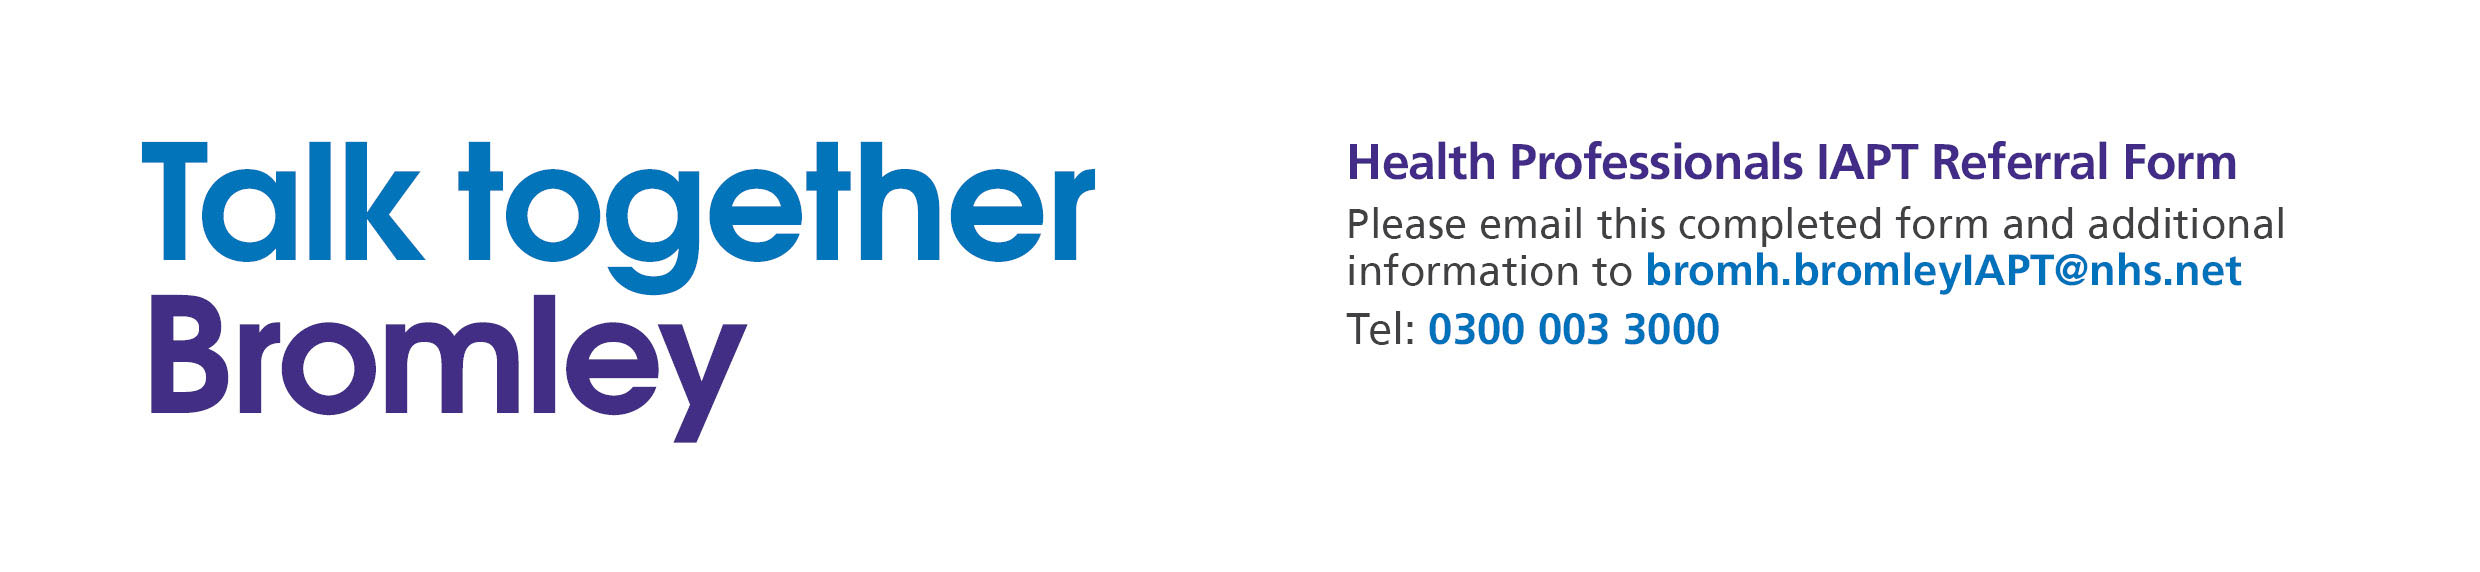 Talk together
Bromley
Health Professionals IAPT Referral Form
Please email this completed form and additional
information to bromh.bromleyIAPT@nhs.net
Tel: 0300 003 3000